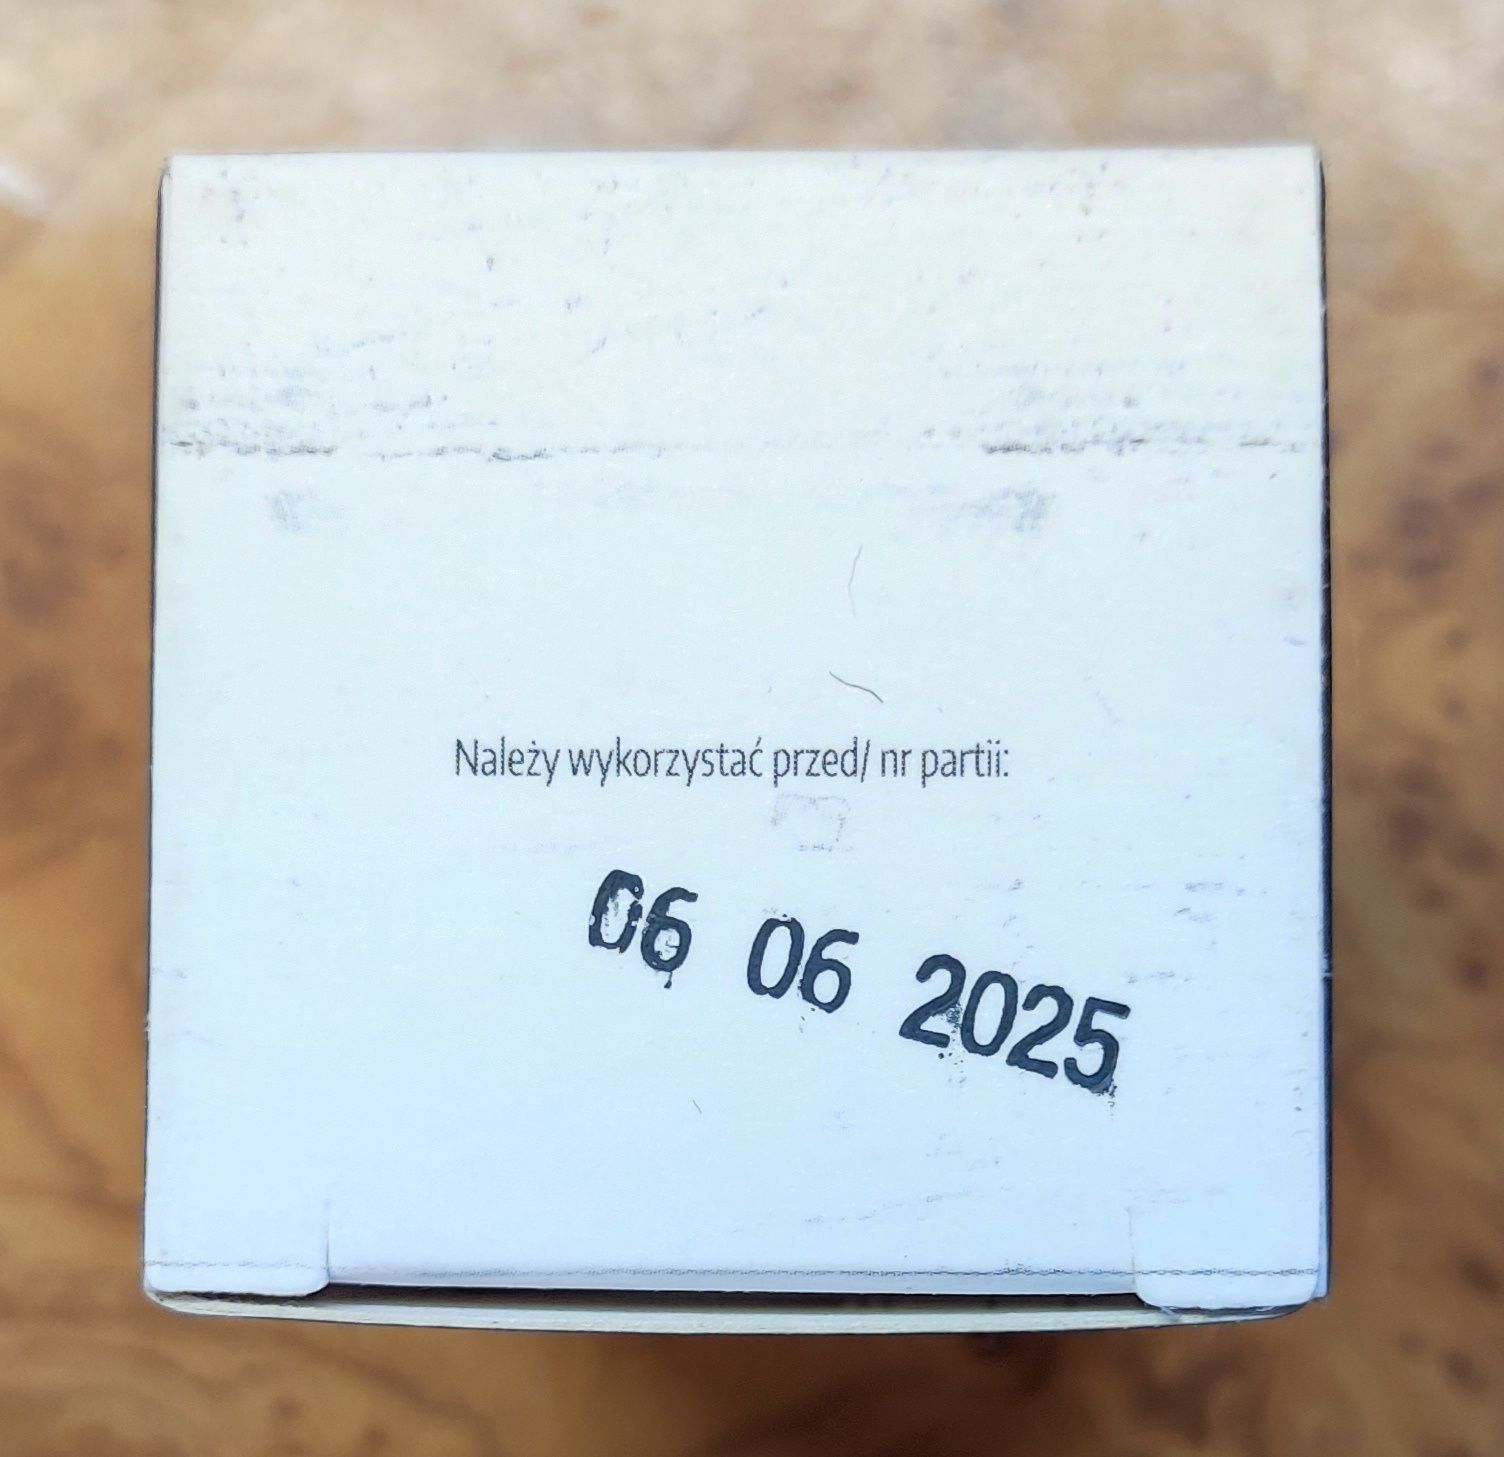 Należy wykorzystać przed/ nr partii:
06 06 2025